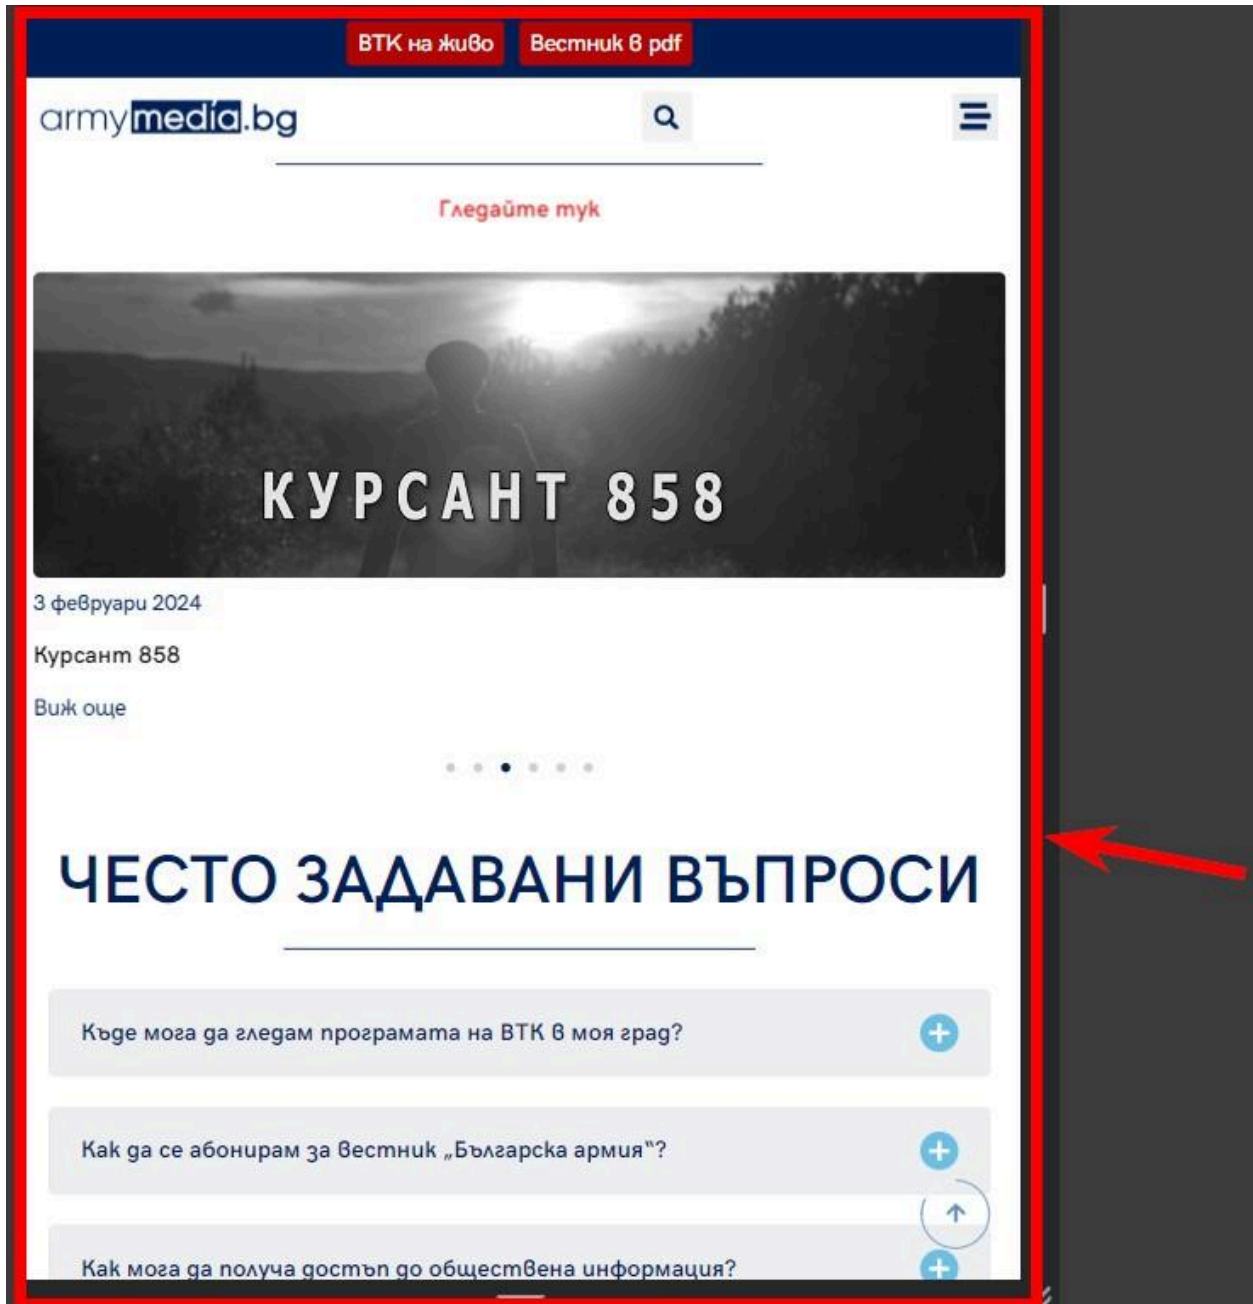 ВТК на живо Вестник в pdf
armymedia.bg
Гледайте тук
КУРСАНТ 858
3 февруари 2024
Курсант 858
Виж още
ЧЕСТО ЗАДАВАНИ ВЪПРОСИ
Къде мога да гледам програмата на ВТК в моя град?
Как да се абонирам за вестник „Българска армия“?
Как мога да получа достъп до обществена информация?